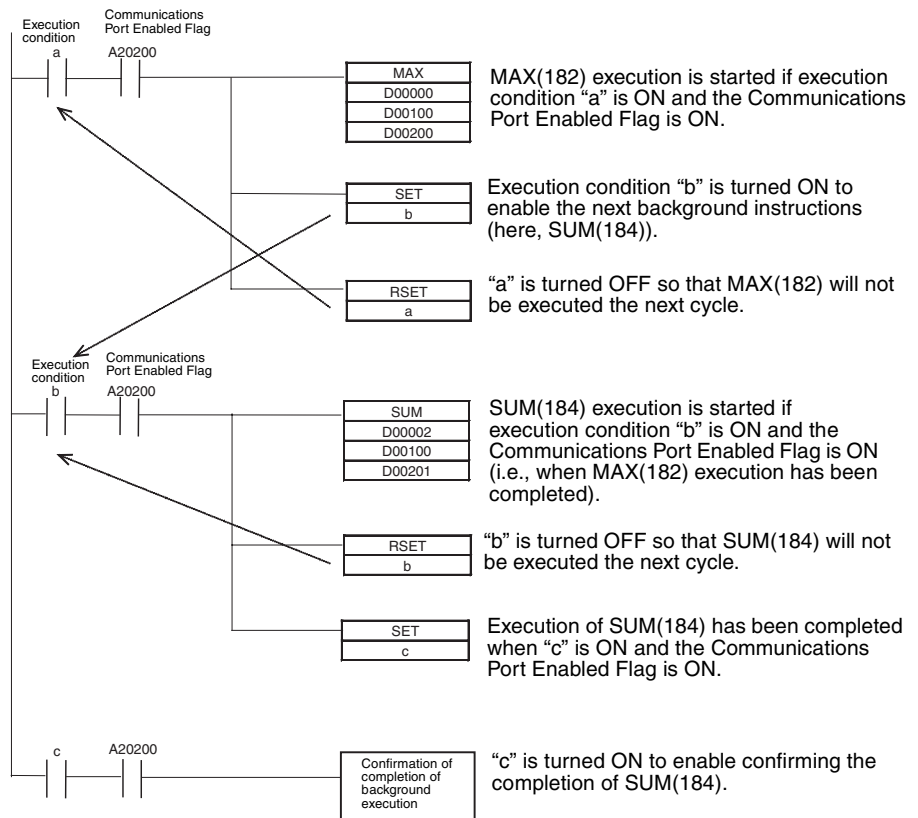 Execution
condition
a
Communications
Port Enabled Flag
A20200
MAX
D00000
D00100
D00200
MAX(182) execution is started if execution
condition “a” is ON and the Communications
Port Enabled Flag is ON.
SET
b
Execution condition “b” is turned ON to
enable the next background instructions
(here, SUM(184)).
RSET
a
“a” is turned OFF so that MAX(182) will not
be executed the next cycle.
Execution
condition
b
Communications
Port Enabled Flag
A20200
SUM
D00002
D00100
D00201
SUM(184) execution is started if
execution condition “b” is ON and the
Communications Port Enabled Flag is ON
(i.e., when MAX(182) execution has been
completed).
RSET
b
“b” is turned OFF so that SUM(184) will not
be executed the next cycle.
SET
c
Execution of SUM(184) has been completed
when “c” is ON and the Communications
Port Enabled Flag is ON.
c
A20200
Confirmation of
completion of
background
execution
“c” is turned ON to enable confirming the
completion of SUM(184).